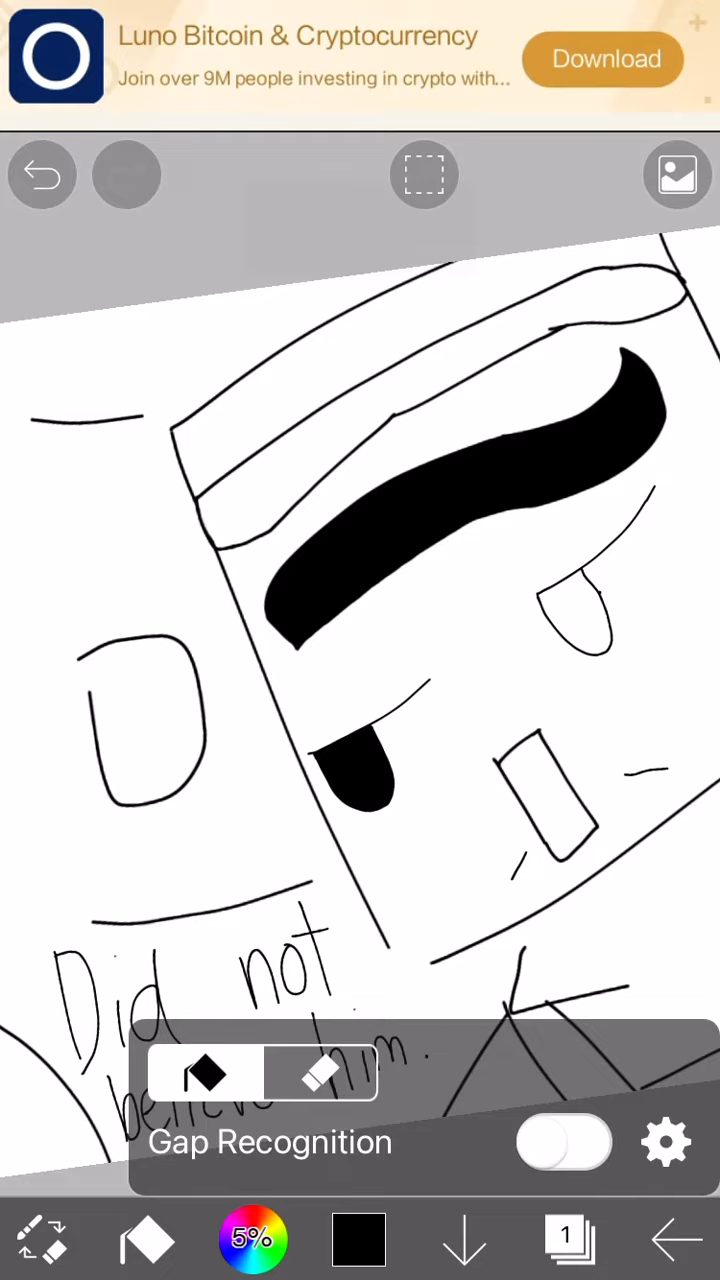 Luno Bitcoin & Cryptocurrency
Join over 9M people investing in crypto with...
Download
Did not
believe him.
Gap Recognition
5%
1